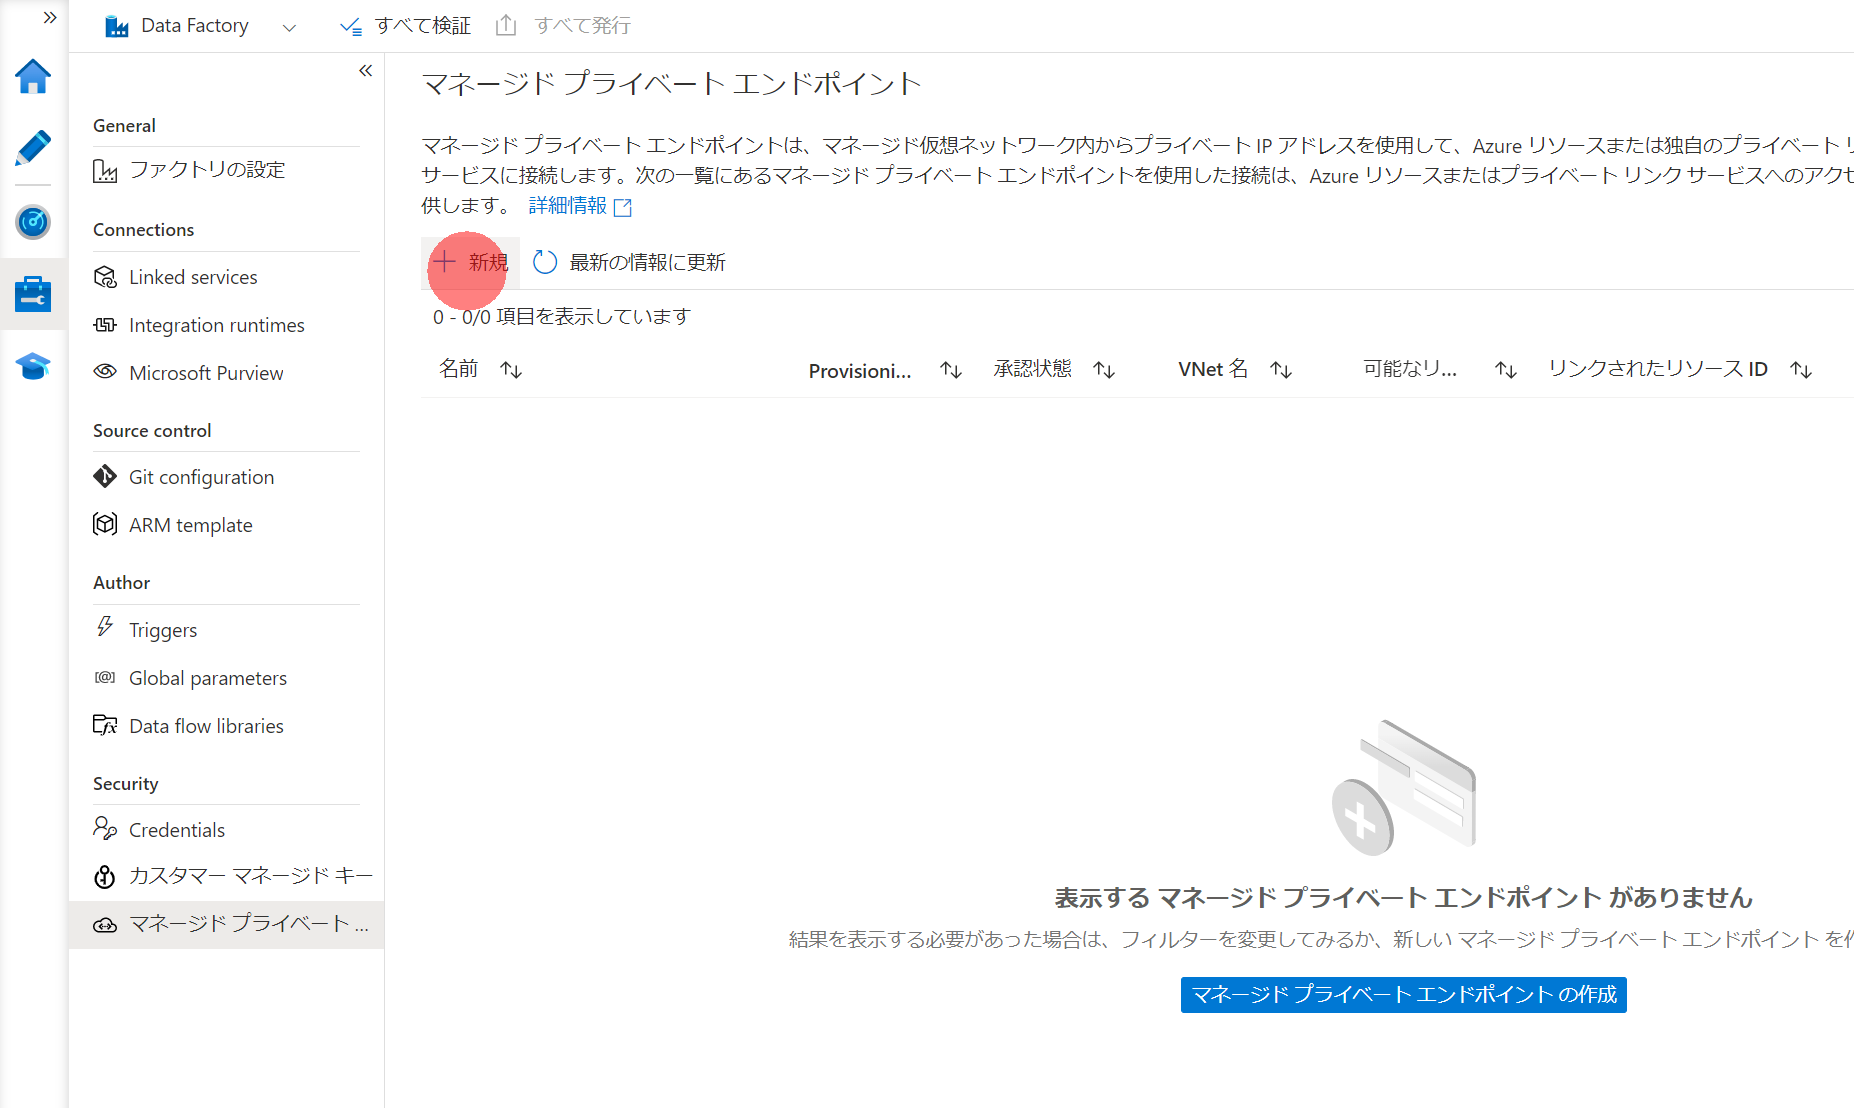 Data Factory
すべて検証
すべて発行
General
ファクトリの設定
Connections
Linked services
Integration runtimes
Microsoft Purview
Source control
Git configuration
ARM template
Author
Triggers
Global parameters
Data flow libraries
Security
Credentials
カスタマー マネージド キー
マネージド プライベート ...
マネージド プライベート エンドポイント
マネージド プライベート エンドポイントは、マネージド仮想ネットワーク内からプライベート IP アドレスを使用して、Azure リソースまたは独自のプライベート リ
サービスに接続します。次の一覧にあるマネージド プライベート エンドポイントを使用した接続は、Azure リソースまたはプライベート リンク サービスへのアクセ
供します。 詳細情報
新規 最新の情報に更新
0 - 0/0 項目を表示しています
名前 Provisioni... 承認状態 VNet 名 可能なリ... リンクされたリソース ID
表示する マネージド プライベート エンドポイント がありません
結果を表示する必要があった場合は、フィルターを変更してみるか、新しい マネージド プライベート エンドポイント を
マネージド プライベート エンドポイント の作成